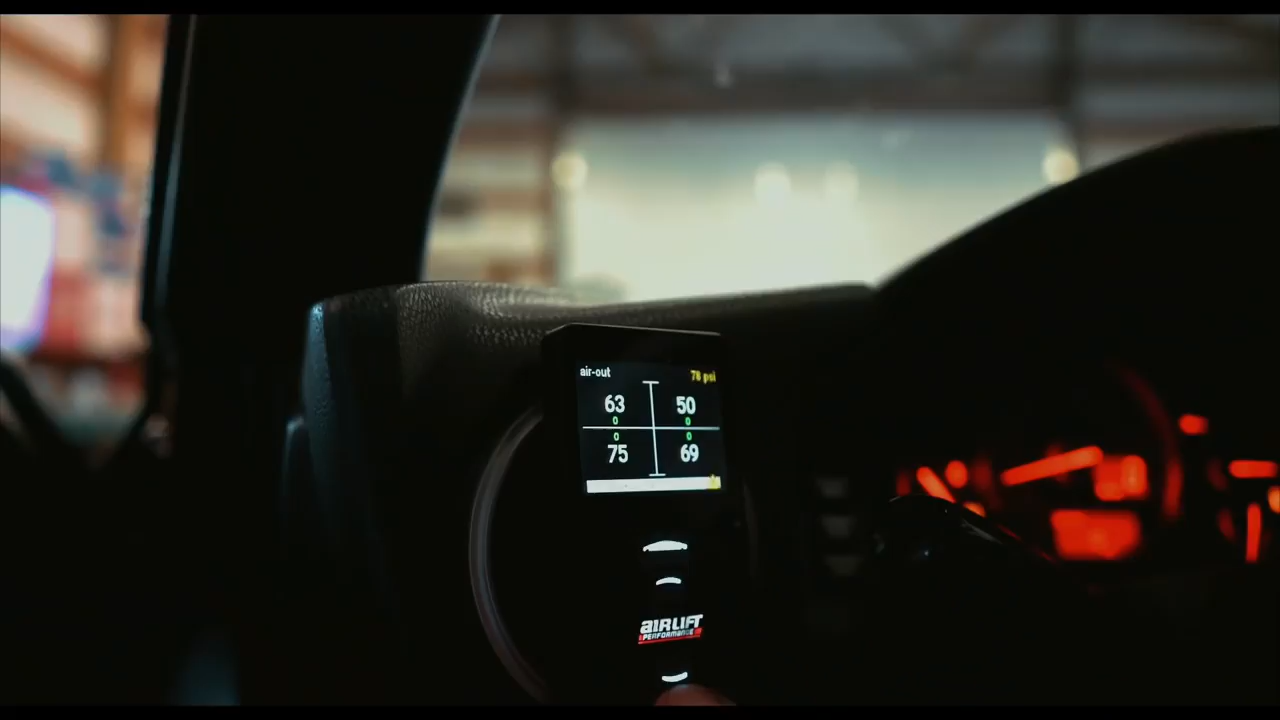 air-out 78 psi
63 50
0 0
0 0
75 69
AIRLIFT
PERFORMANCE